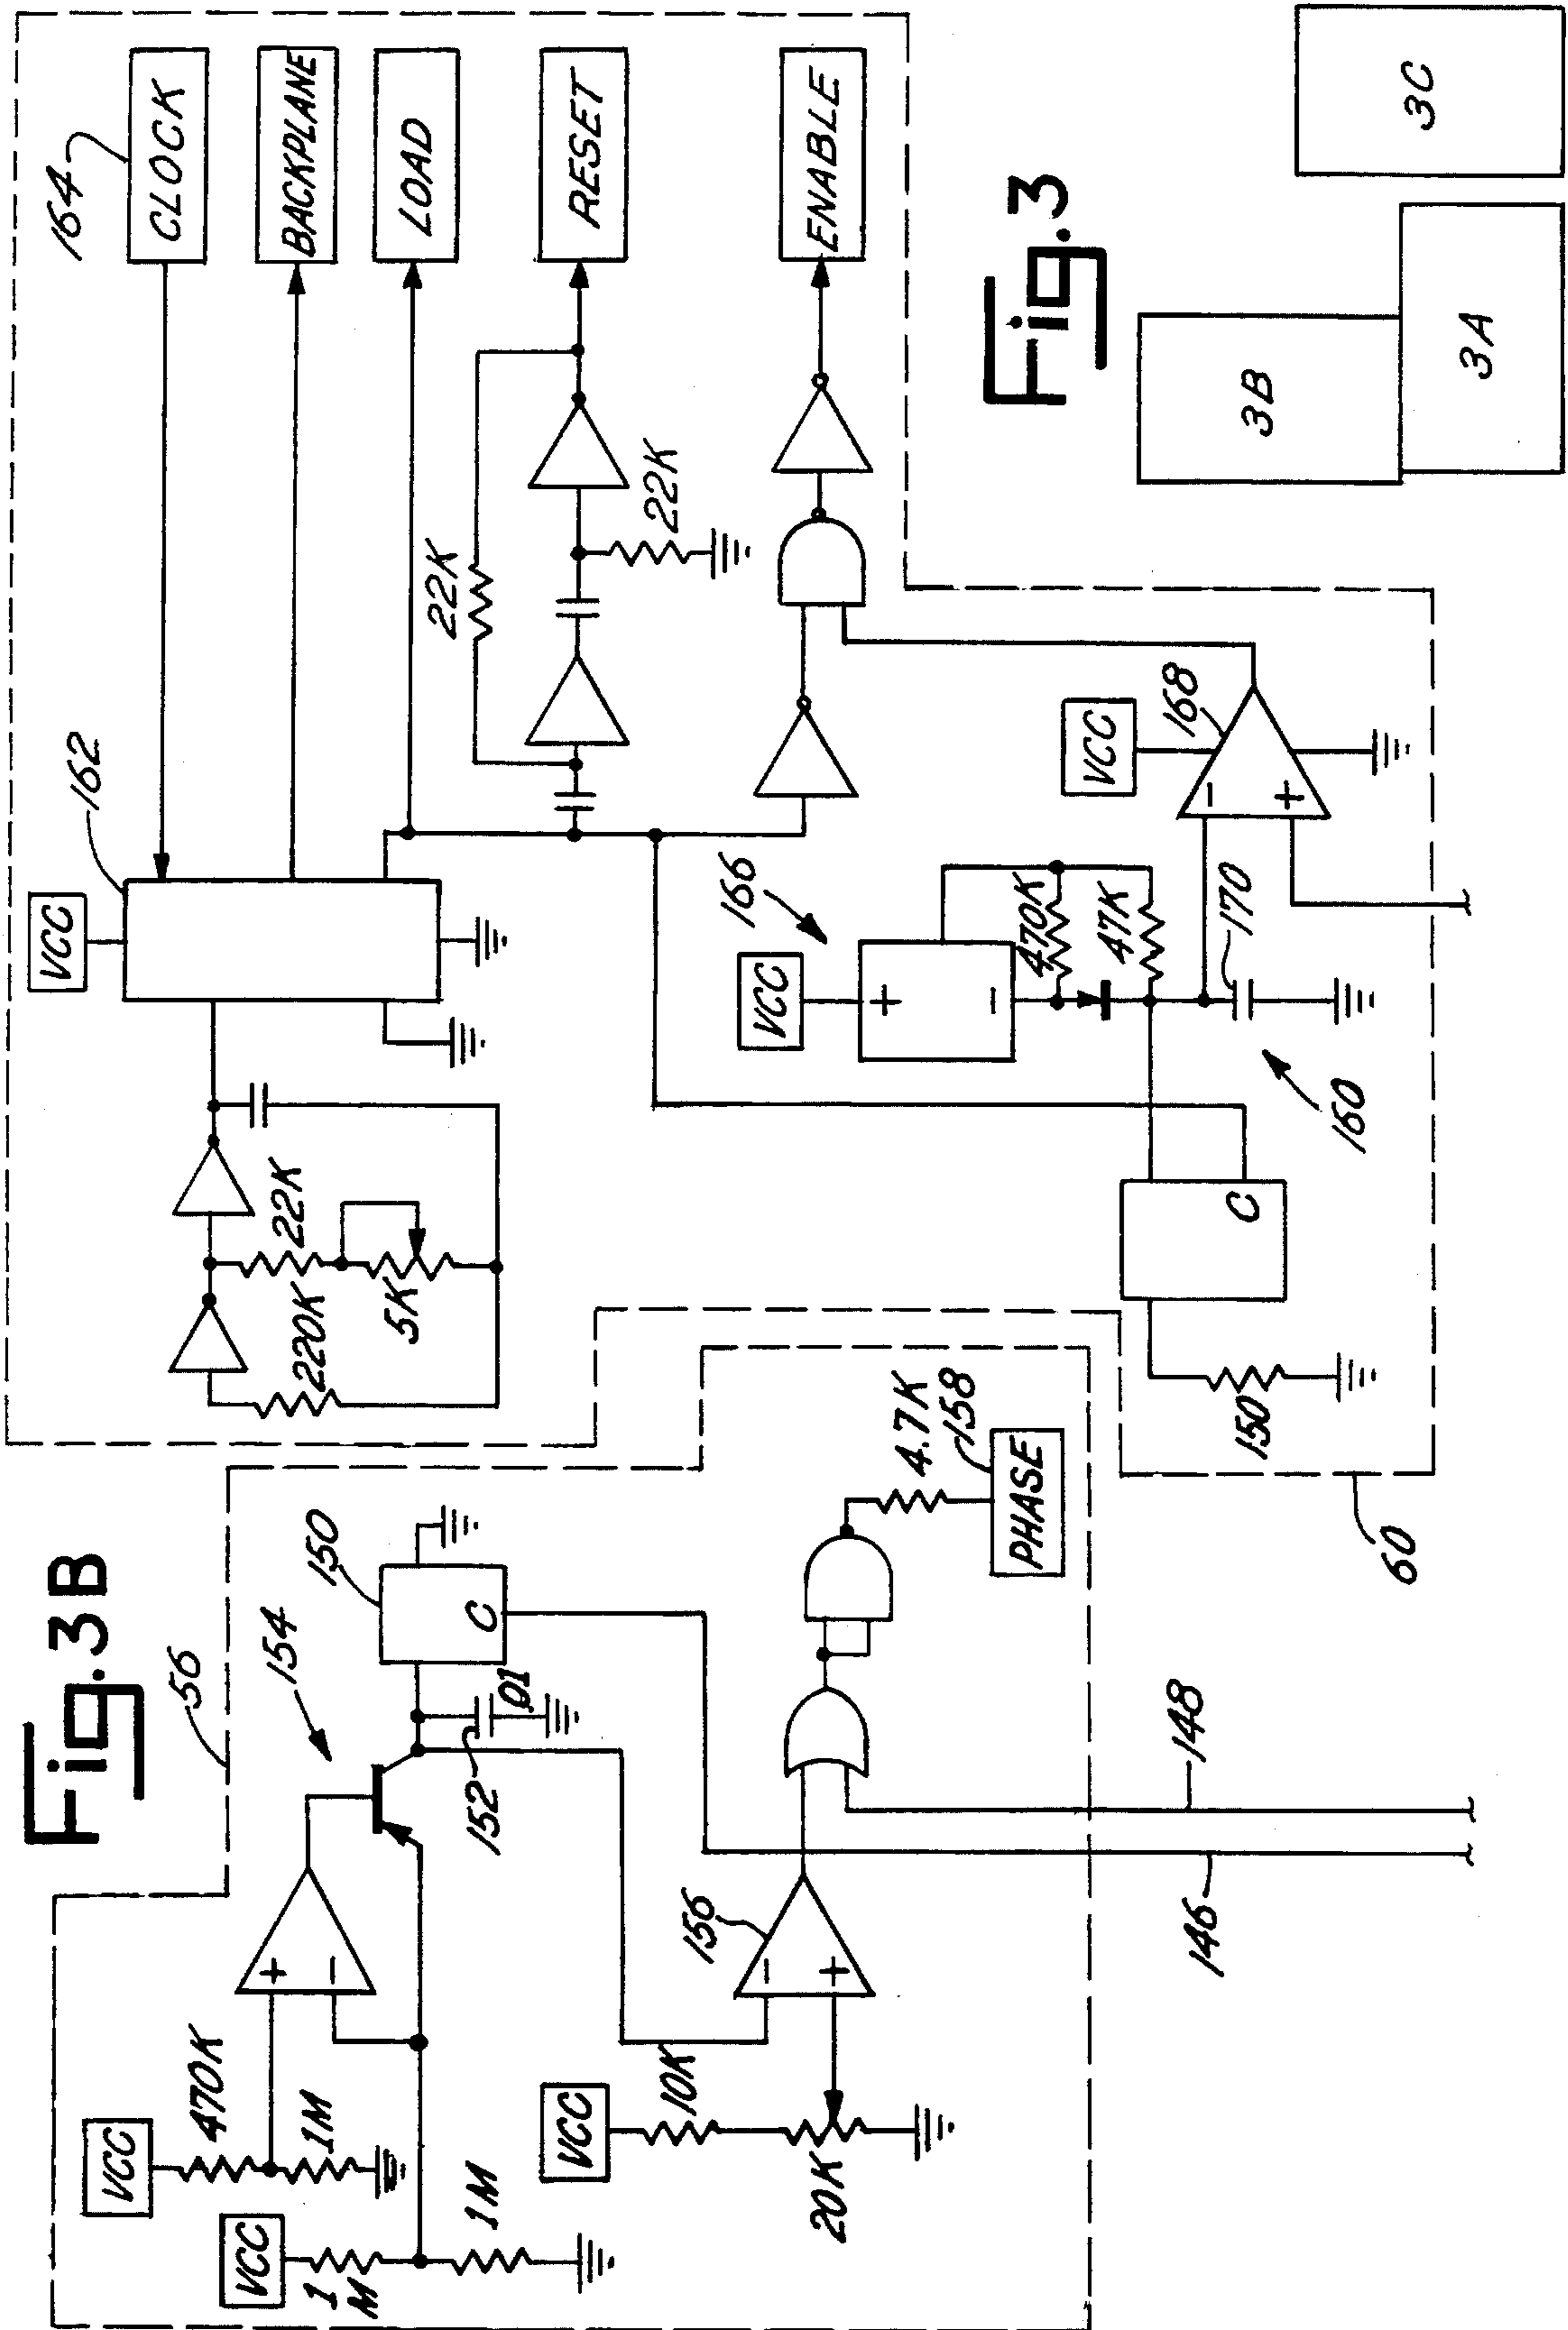 Fig. 3B
56
154
150
C
VCC
470K
1M
VCC
1
M
1M
152
.01
VCC
10K
20K
156
−
+
+
−
4.7K
158
PHASE
146
148
60
220K
22K
5K
VCC
162
164
CLOCK
BACKPLANE
LOAD
RESET
ENABLE
22K
22K
166
VCC
+
−
470K
47K
VCC
168
−
+
170
160
C
150
Fig. 3
3B
3A
3C